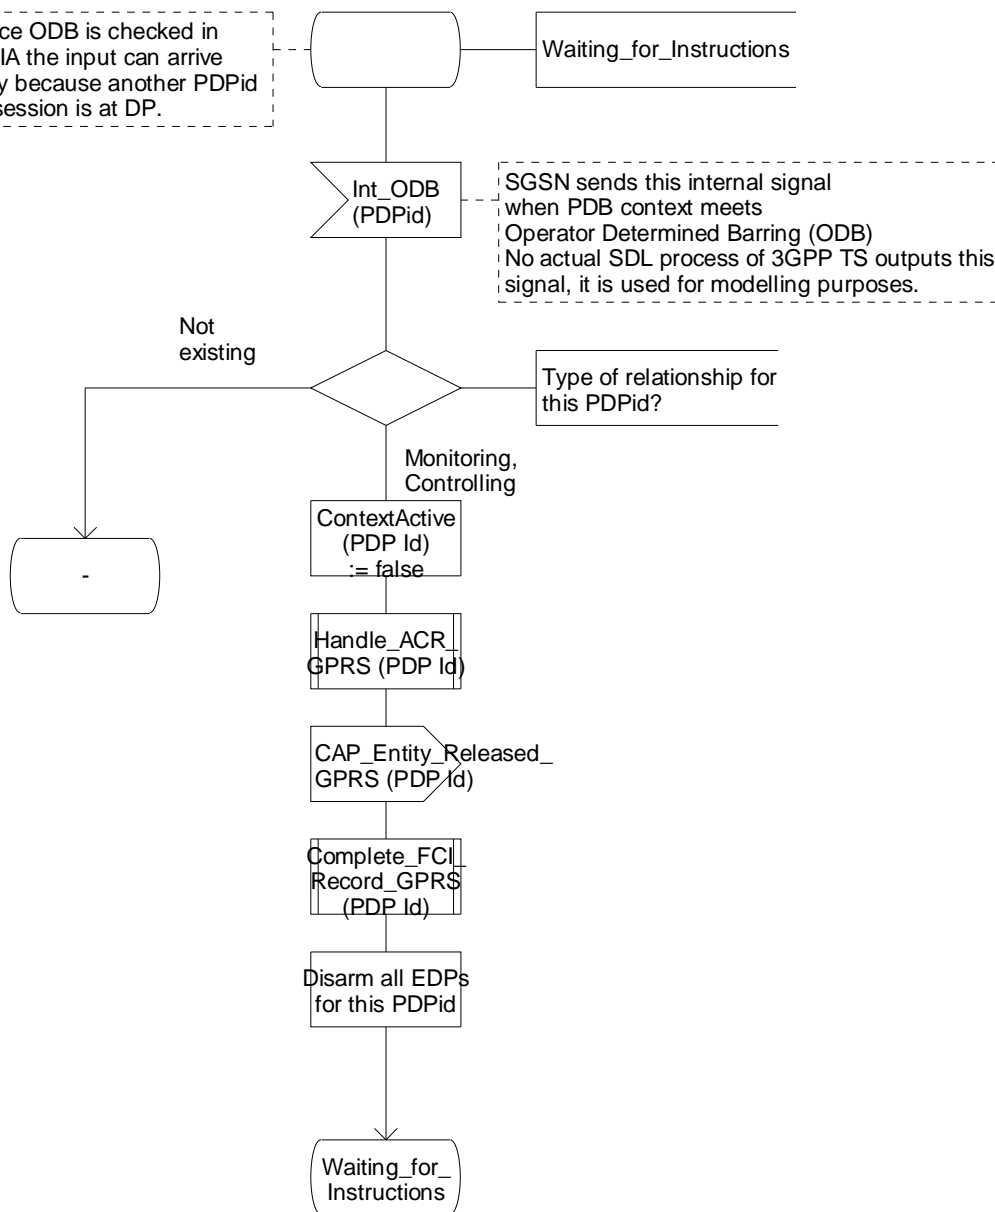 ce ODB is checked in
IA the input can arrive
y because another PDPid
session is at DP.
Waiting_for_Instructions
Int_ODB
(PDPid)
SGSN sends this internal signal
when PDB context meets
Operator Determined Barring (ODB)
No actual SDL process of 3GPP TS outputs this
signal, it is used for modelling purposes.
Not
existing
Type of relationship for
this PDPid?
Monitoring,
Controlling
ContextActive
(PDP Id)
:= false
-
Handle_ACR_
GPRS (PDP Id)
CAP_Entity_Released_
GPRS (PDP Id)
Complete_FCI_
Record_GPRS
(PDP Id)
Disarm all EDPs
for this PDPid
Waiting_for_
Instructions